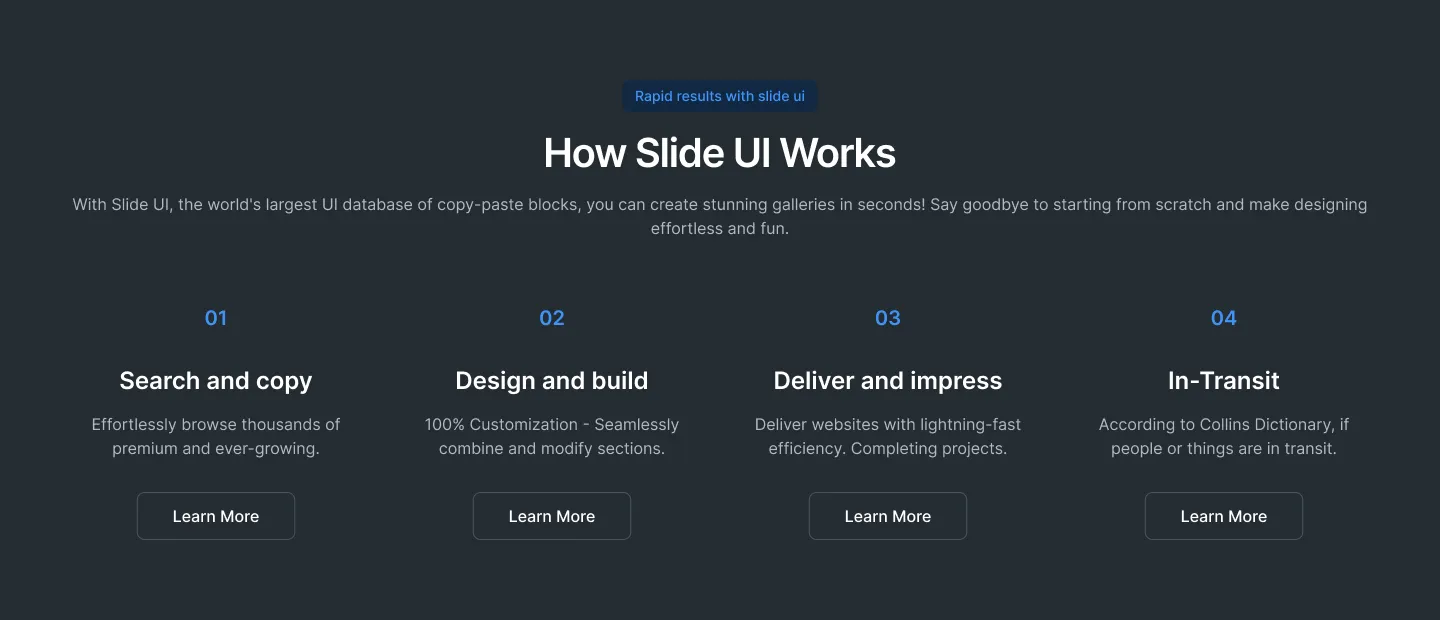 Rapid results with slide ui
How Slide UI Works
With Slide UI, the world's largest UI database of copy-paste blocks, you can create stunning galleries in seconds! Say goodbye to starting from scratch and make designing
effortless and fun.
01
Search and copy
Effortlessly browse thousands of
premium and ever-growing.
Learn More
02
Design and build
100% Customization - Seamlessly
combine and modify sections.
Learn More
03
Deliver and impress
Deliver websites with lightning-fast
efficiency. Completing projects.
Learn More
04
In-Transit
According to Collins Dictionary, if
people or things are in transit.
Learn More